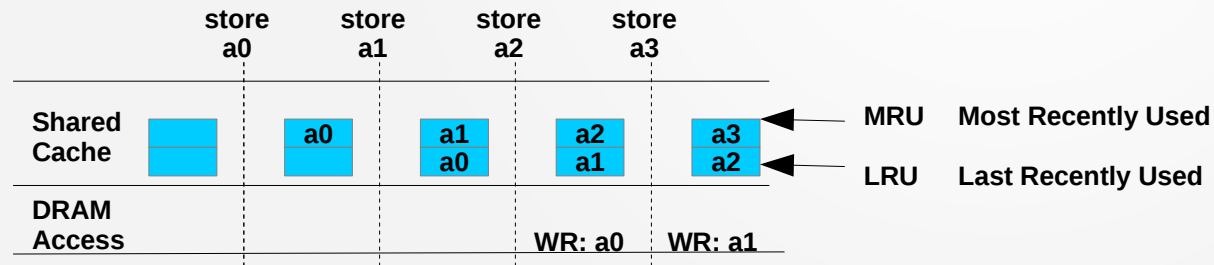 store store store store
a0 a1 a2 a3
Shared
Cache
a0 a1 a2 a3
a0 a1 a2
MRU Most Recently Used
LRU Last Recently Used
DRAM
Access
WR: a0 WR: a1